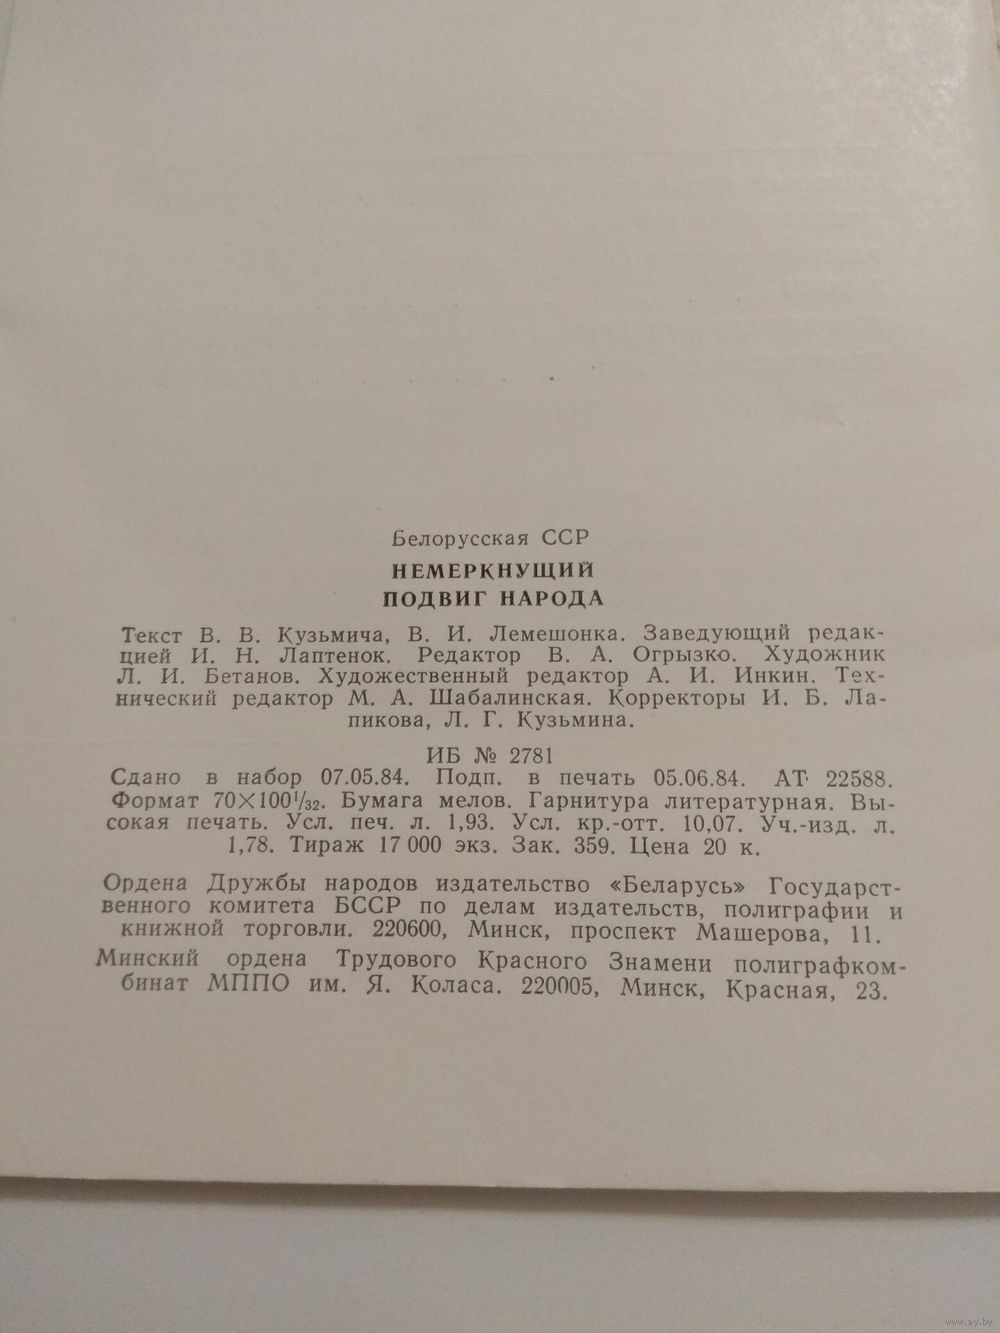 Белорусская ССР
НЕМЕРКНУЩИЙ
ПОДВИГ НАРОДА
Текст В. В. Кузьмича, В. И. Лемешонка. Заведующий редак-
цией И. Н. Лаптенок. Редактор В. А. Огрызко. Художник
Л. И. Бетанов. Художественный редактор А. И. Инкин. Тех-
нический редактор М. А. Шабалинская. Корректоры И. Б. Ла-
пикова, Л. Г. Кузьмина.
ИБ № 2781
Сдано в набор 07.05.84. Подп. в печать 05.06.84. АТ 22588.
Формат 70×100 1/32. Бумага мелов. Гарнитура литературная. Вы-
сокая печать. Усл. печ. л. 1,93. Усл. кр.-отт. 10,07. Уч.-изд. л.
1,78. Тираж 17 000 экз. Зак. 359. Цена 20 к.
Ордена Дружбы народов издательство «Беларусь» Государст-
венного комитета БССР по делам издательств, полиграфии и
книжной торговли. 220600, Минск, проспект Машерова, 11.
Минский ордена Трудового Красного Знамени полиграфком-
бинат МППО им. Я. Коласа. 220005, Минск, Красная, 23.
www.ay.by